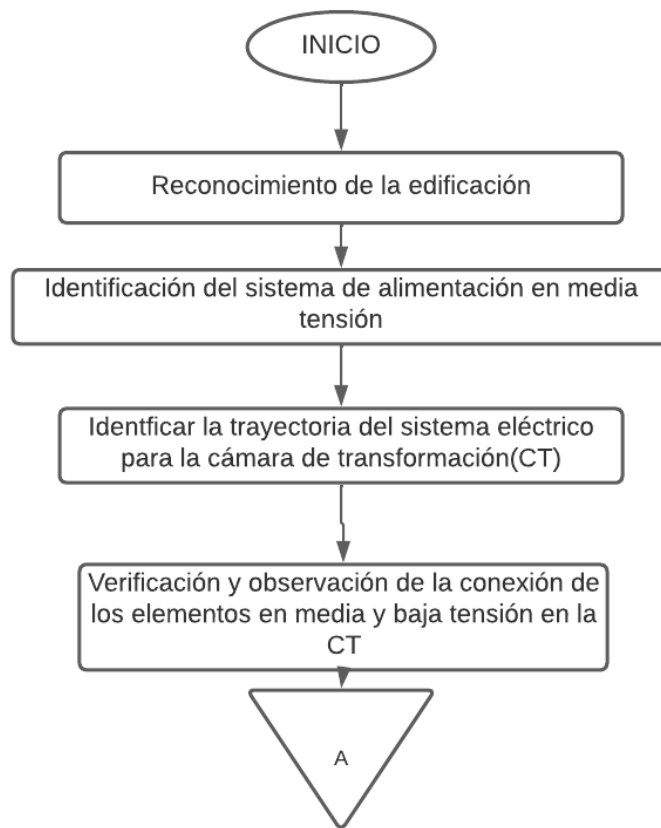 INICIO
Reconocimiento de la edificación
Identificación del sistema de alimentación en media
tensión
Identficar la trayectoria del sistema eléctrico
para la cámara de transformación(CT)
Verificación y observación de la conexión de
los elementos en media y baja tensión en la
CT
A